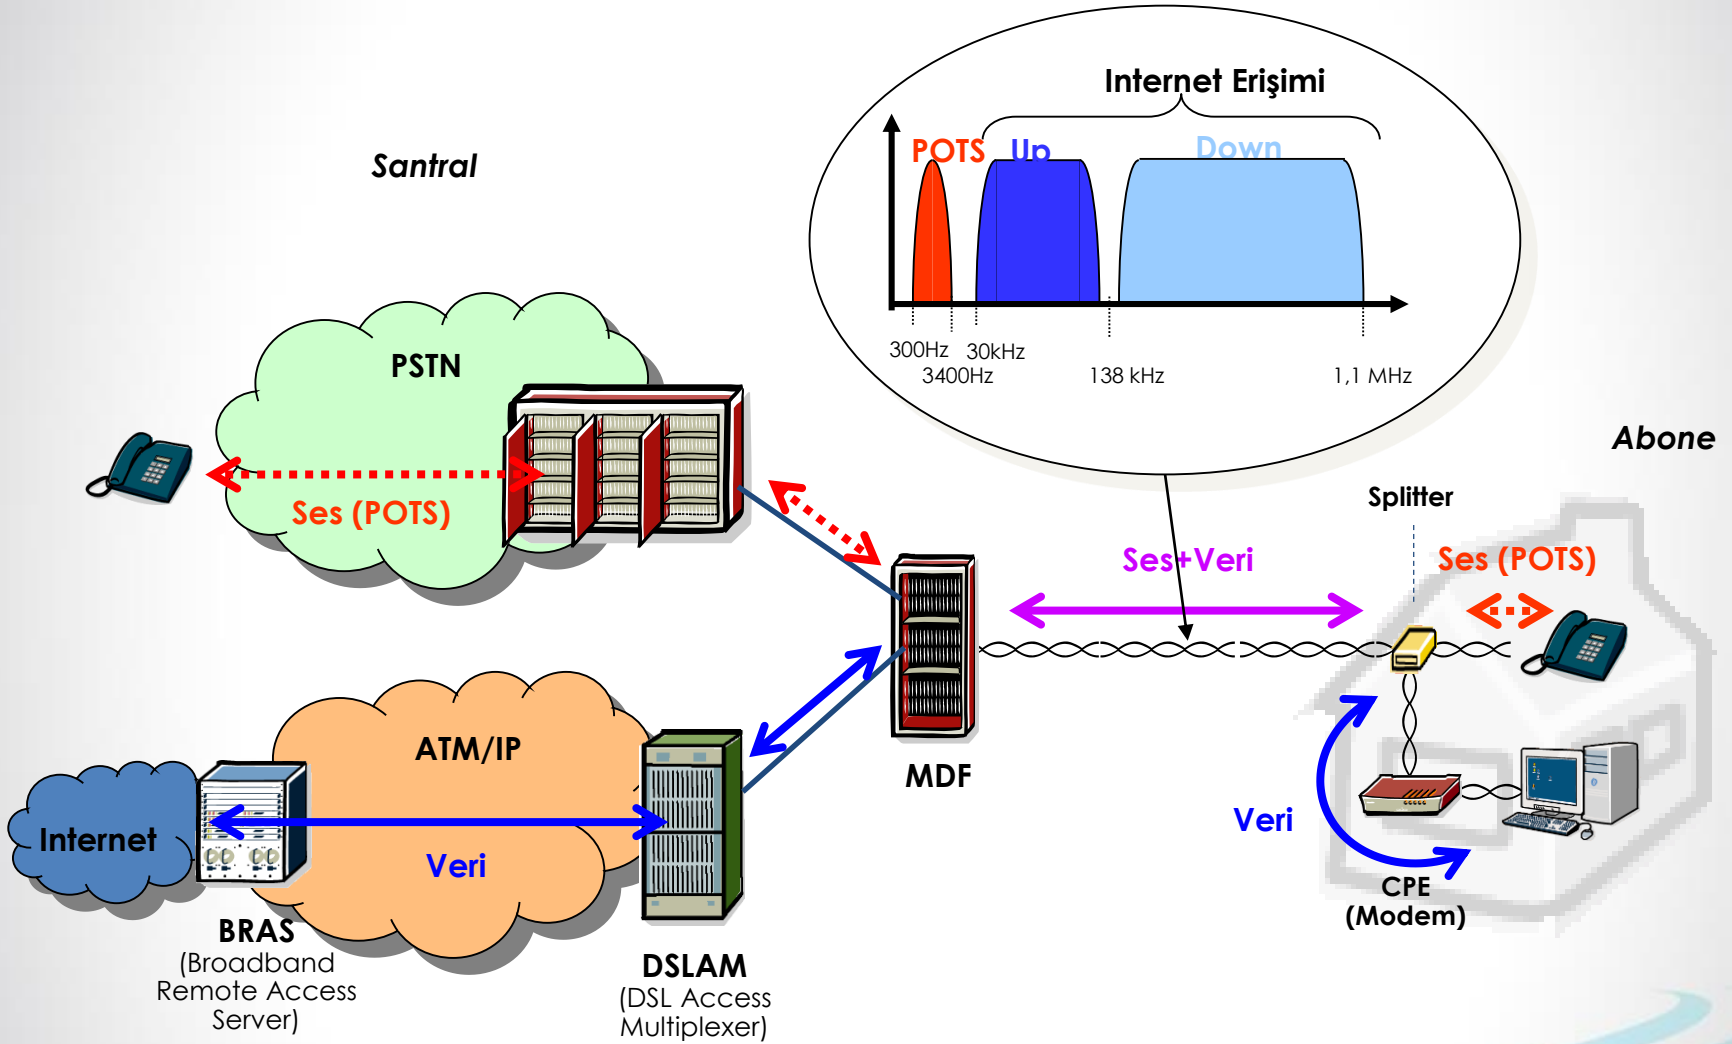 Internet Erişimi
POTS
Up
Down
Santral
300Hz
30kHz
3400Hz
138 kHz
1,1 MHz
PSTN
Abone
Splitter
Ses (POTS)
Ses+Veri
Ses (POTS)
ATM/IP
MDF
Internet
Veri
Veri
CPE
(Modem)
BRAS
(Broadband
Remote Access
Server)
DSLAM
(DSL Access
Multiplexer)